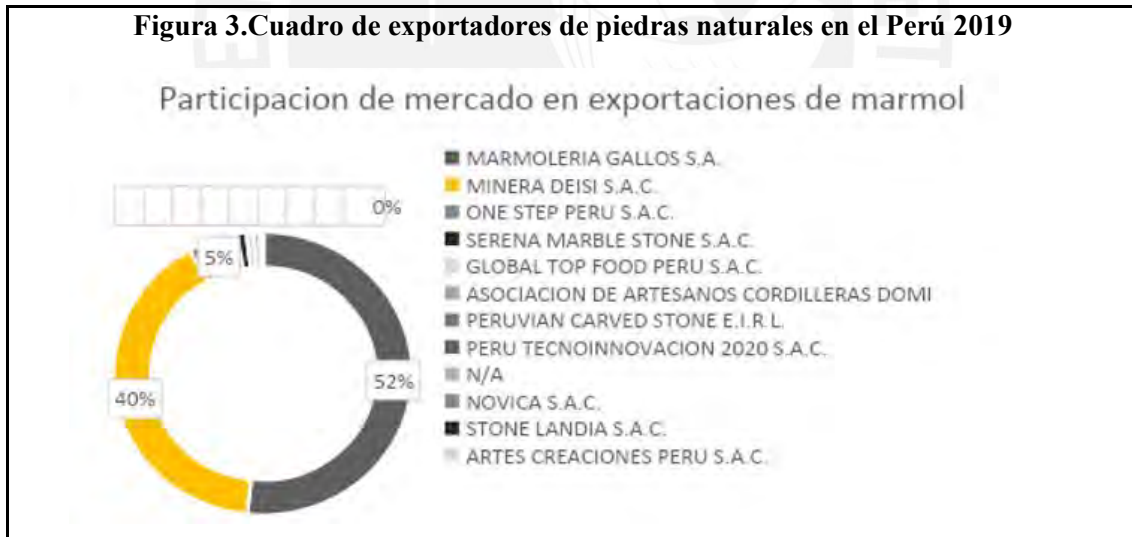 Figura 3.Cuadro de exportadores de piedras naturales en el Perú 2019
Participacion de mercado en exportaciones de marmol
MARMOLERIA GALLOS S.A.
MINERA DEISI S.A.C.
ONE STEP PERU S.A.C.
SERENA MARBLE STONE S.A.C.
GLOBAL TOP FOOD PERU S.A.C.
ASOCIACION DE ARTESANOS CORDILLERAS DOMI
PERUVIAN CARVED STONE E.I.R.L.
PERU TECNOINNOVACION 2020 S.A.C.
N/A
NOVICA S.A.C.
STONE LANDIA S.A.C.
ARTES CREACIONES PERU S.A.C.
0%
5%
52%
40%